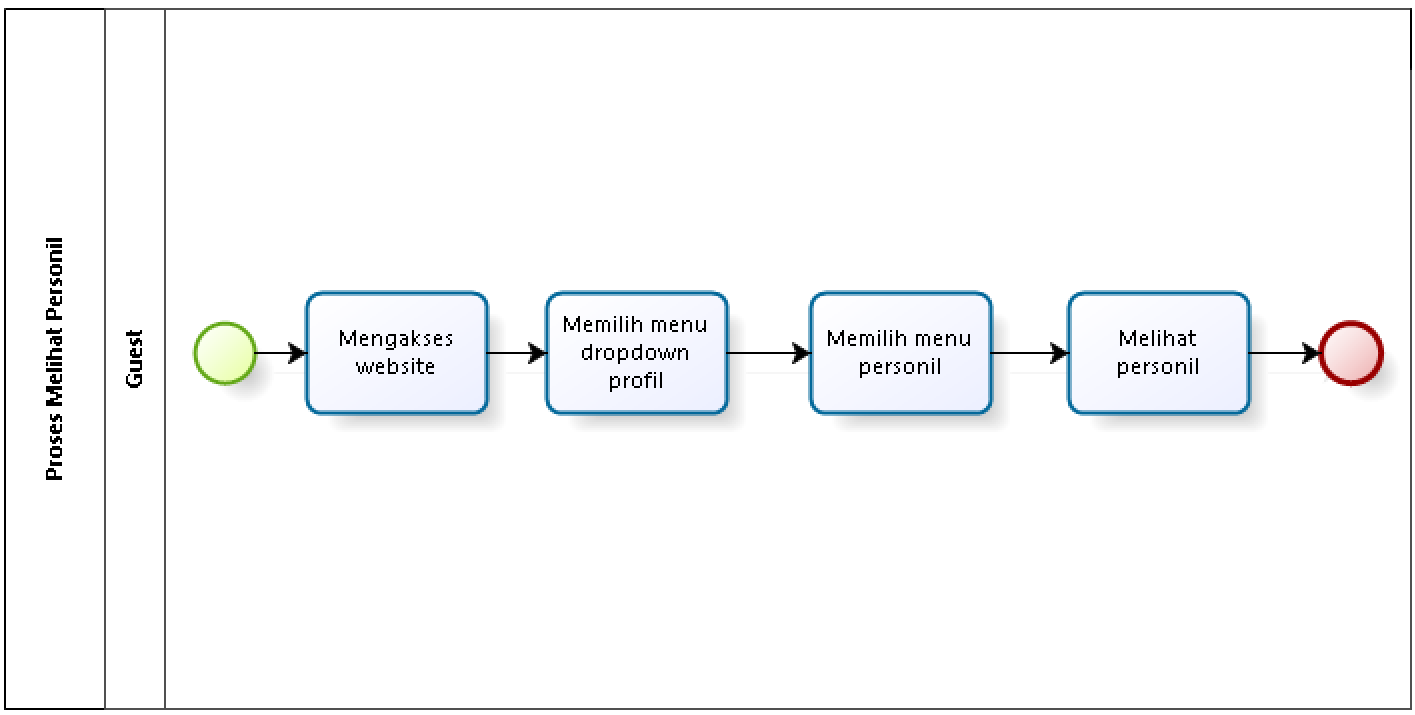 Proses Melihat Personil
Guest
Mengakses
website
Memilih menu
dropdown
profil
Memilih menu
personil
Melihat
personil